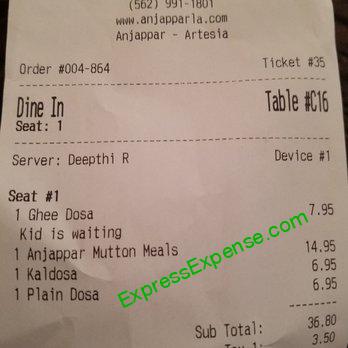 (562) 991-1801
www.anjapparla.com
Anjappar - Artesia
Order #004-864 Ticket #35
Dine In Table #C16
Seat: 1
Server: Deepthi R Device #1
Seat #1
1 Ghee Dosa 7.95
Kid is waiting
1 Anjappar Mutton Meals 14.95
1 Kaldosa 6.95
1 Plain Dosa 6.95
ExpressExpense.com
Sub Total: 36.80
Tax 1: 3.50